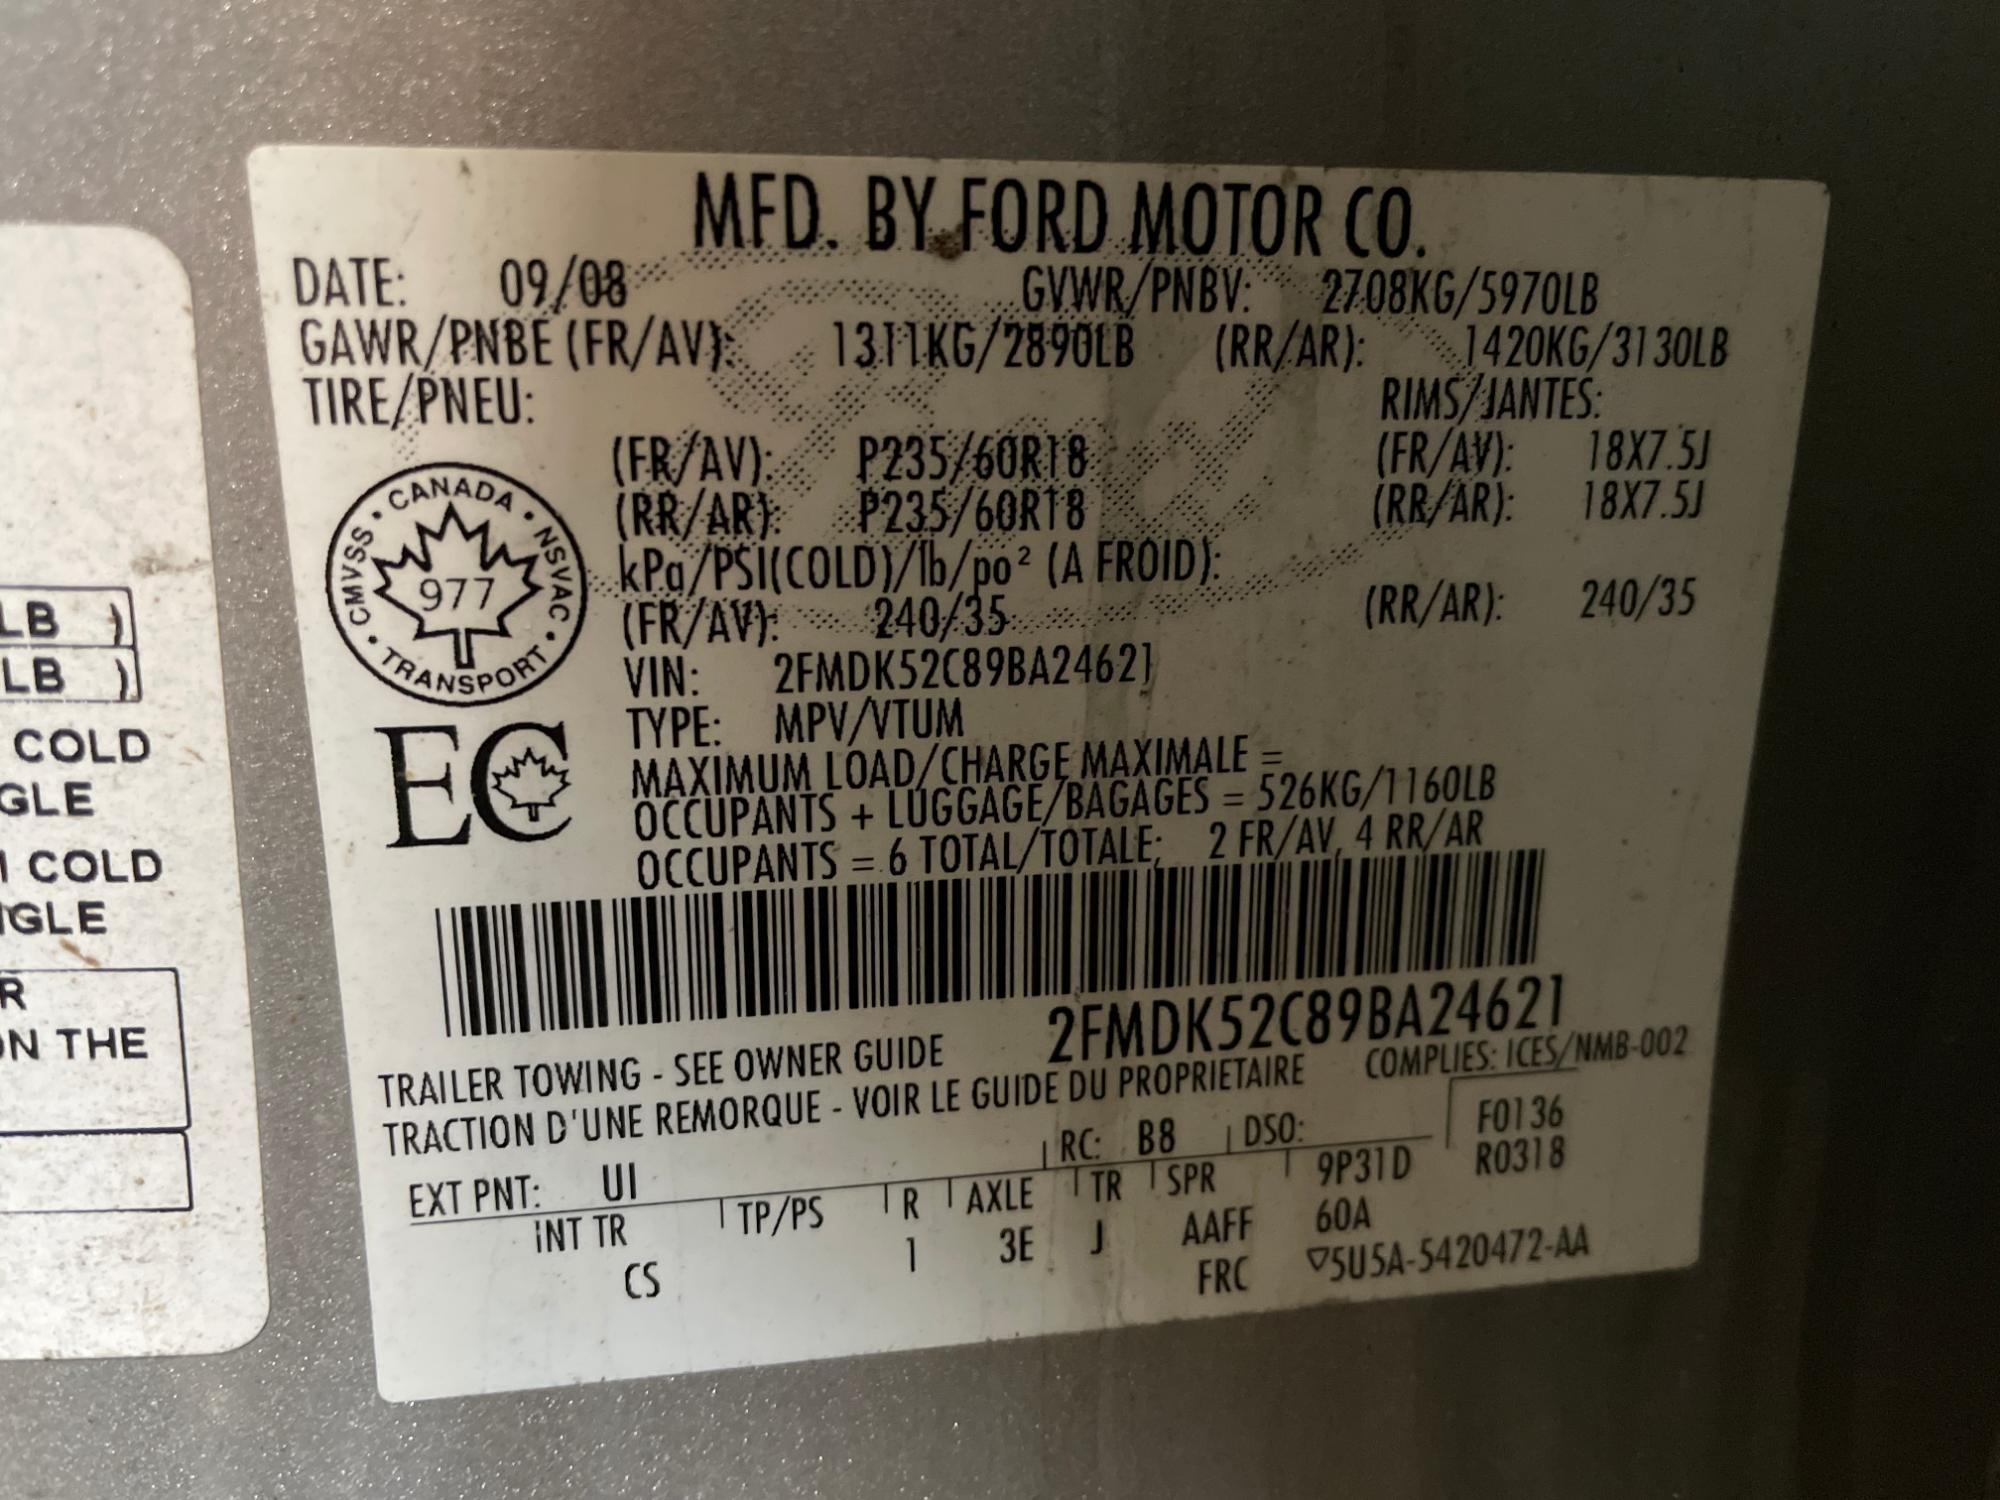 MFD. BY FORD MOTOR CO.
DATE: 09/08 GVWR/PNBV: 2708KG/5970LB
GAWR/PNBE (FR/AV): 1311KG/2890LB (RR/AR): 1420KG/3130LB
TIRE/PNEU: RIMS/JANTES:
(FR/AV): P235/60R18 (FR/AV): 18X7.5J
(RR/AR): P235/60R18 (RR/AR): 18X7.5J
kPa/PSI(COLD)/lb/po² (A FROID):
(FR/AV): 240/35 (RR/AR): 240/35
VIN: 2FMDK52C89BA24621
TYPE: MPV/VTUM
MAXIMUM LOAD/CHARGE MAXIMALE =
OCCUPANTS + LUGGAGE/BAGAGES = 526KG/1160LB
OCCUPANTS = 6 TOTAL/TOTALE; 2 FR/AV, 4 RR/AR
CANADA • NSVAC • TRANSPORT • CMVSS •
977
EC
2FMDK52C89BA24621
TRAILER TOWING - SEE OWNER GUIDE
TRACTION D'UNE REMORQUE - VOIR LE GUIDE DU PROPRIETAIRE COMPLIES: ICES/NMB-002
EXT PNT: UI RC: B8 DSO: F0136
INT TR TP/PS R AXLE TR SPR 9P31D R0318
CS 1 3E J AAFF 60A
FRC ▽5U5A-5420472-AA
LB )
LB )
COLD
GLE
COLD
GLE
R
ON THE